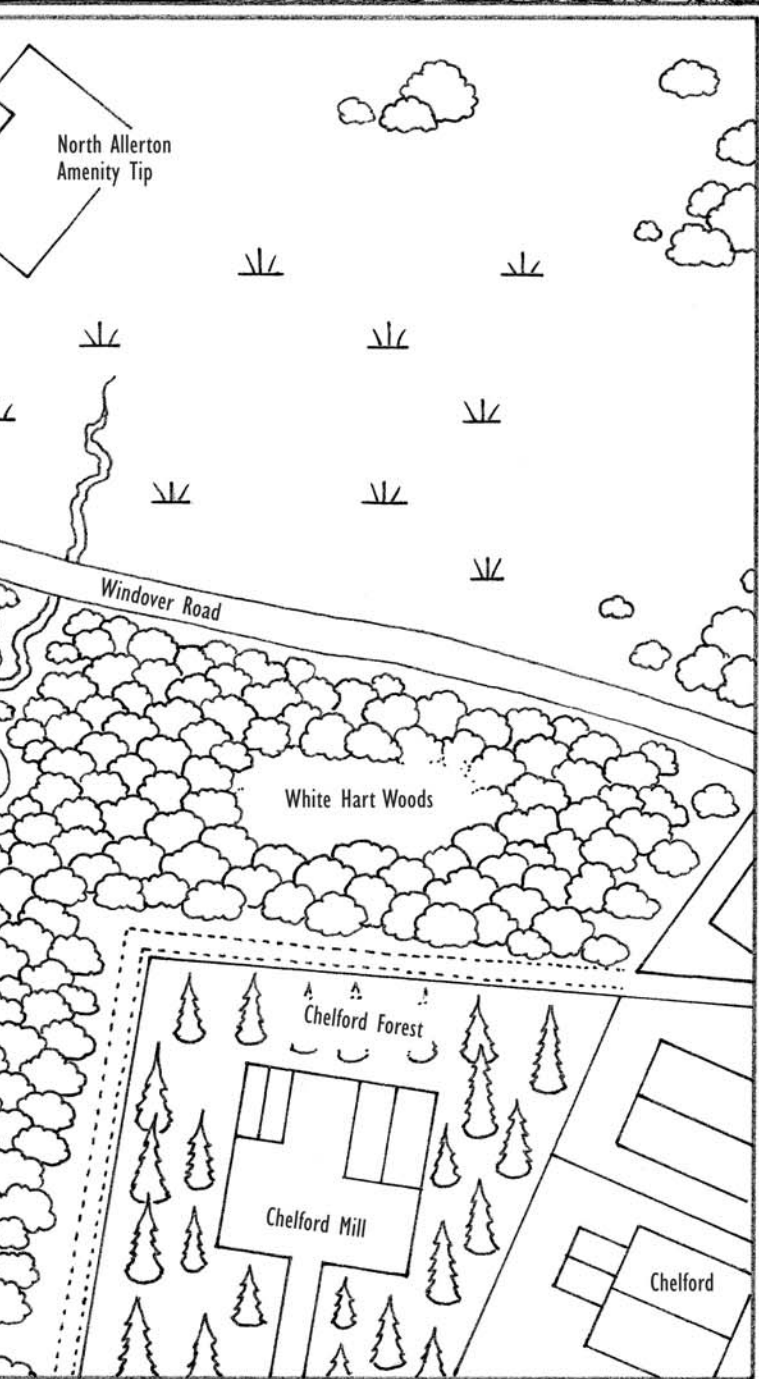 North Allerton
Amenity Tip
Windover Road
White Hart Woods
Chelford Forest
Chelford Mill
Chelford